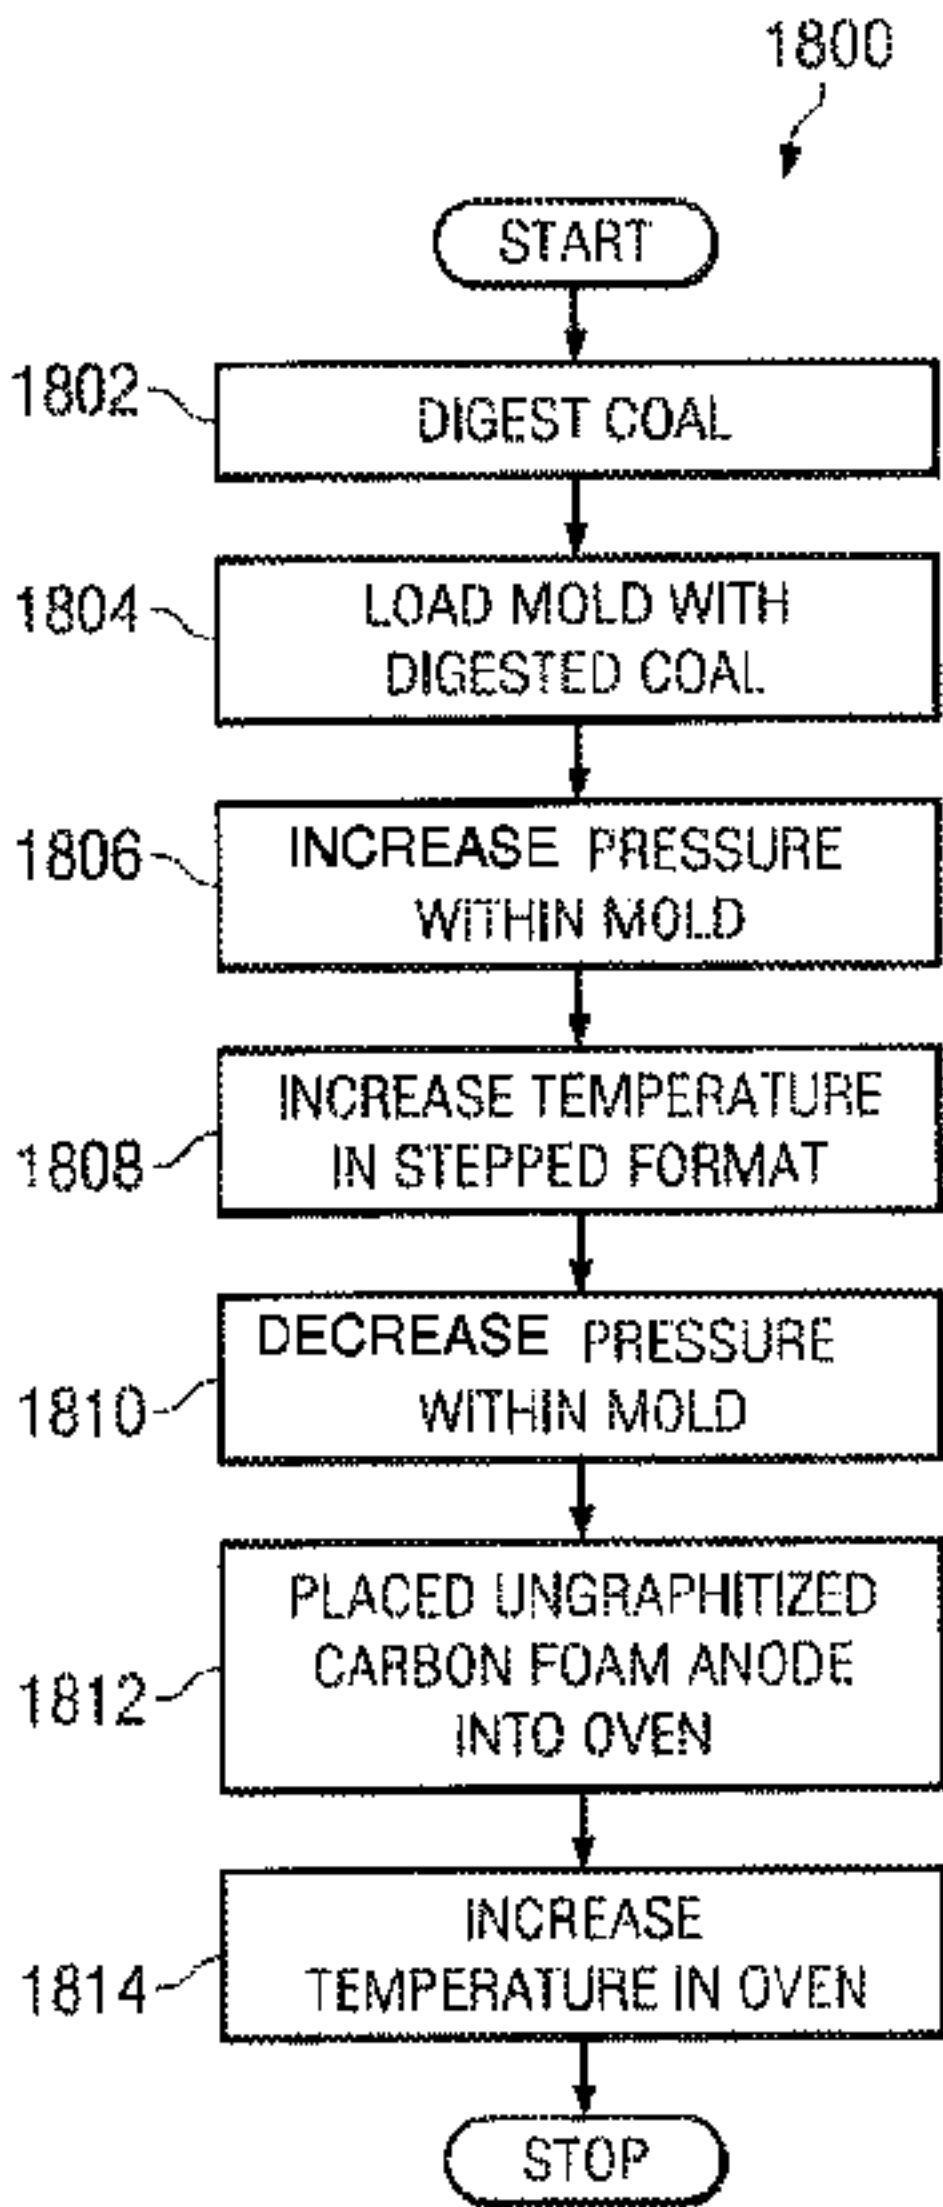 1800
START
1802
DIGEST COAL
1804
LOAD MOLD WITH
DIGESTED COAL
1806
INCREASE PRESSURE
WITHIN MOLD
1808
INCREASE TEMPERATURE
IN STEPPED FORMAT
1810
DECREASE PRESSURE
WITHIN MOLD
1812
PLACED UNGRAPHITIZED
CARBON FOAM ANODE
INTO OVEN
1814
INCREASE
TEMPERATURE IN OVEN
STOP